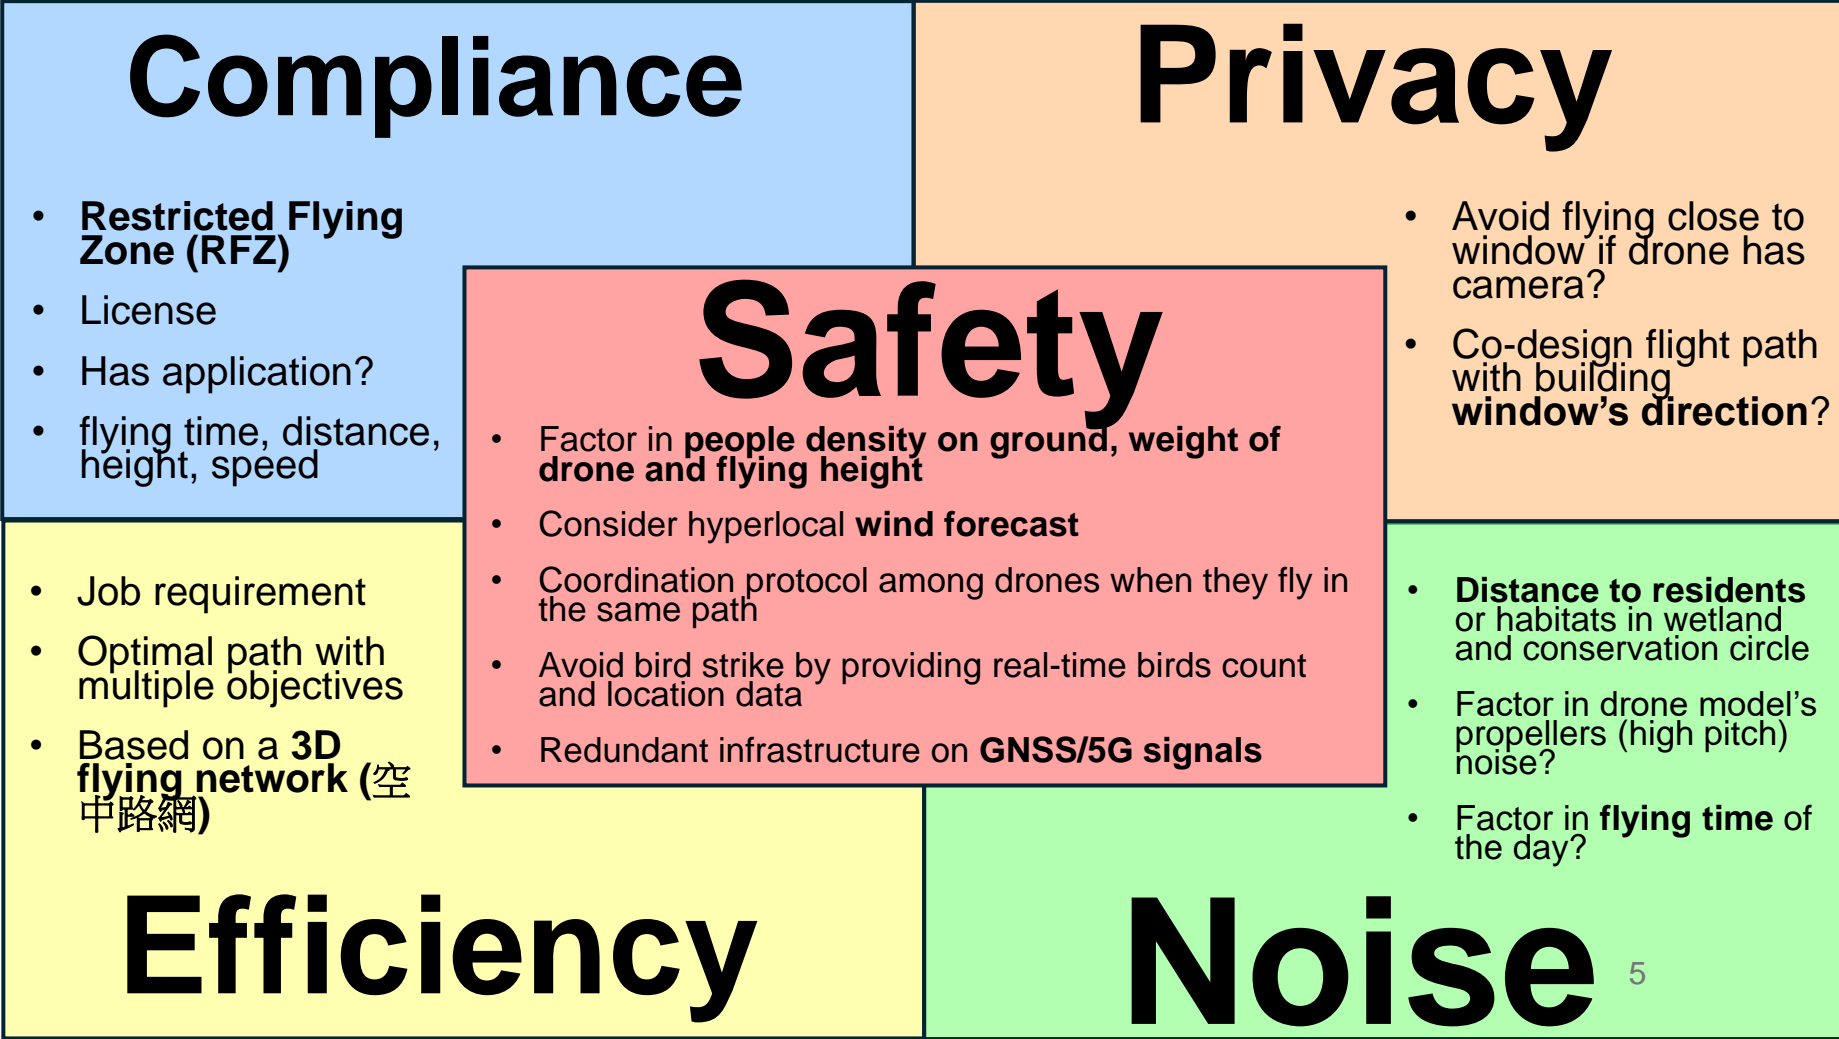 Compliance
• Restricted Flying
Zone (RFZ)
• License
• Has application?
• flying time, distance,
height, speed
Privacy
• Avoid flying close to
window if drone has
camera?
• Co-design flight path
with building
window’s direction?
Safety
• Factor in people density on ground, weight of
drone and flying height
• Consider hyperlocal wind forecast
• Coordination protocol among drones when they fly in
the same path
• Avoid bird strike by providing real-time birds count
and location data
• Redundant infrastructure on GNSS/5G signals
• Job requirement
• Optimal path with
multiple objectives
• Based on a 3D
flying network (空
中路網)
Efficiency
• Distance to residents
or habitats in wetland
and conservation circle
• Factor in drone model’s
propellers (high pitch)
noise?
• Factor in flying time of
the day?
Noise
5